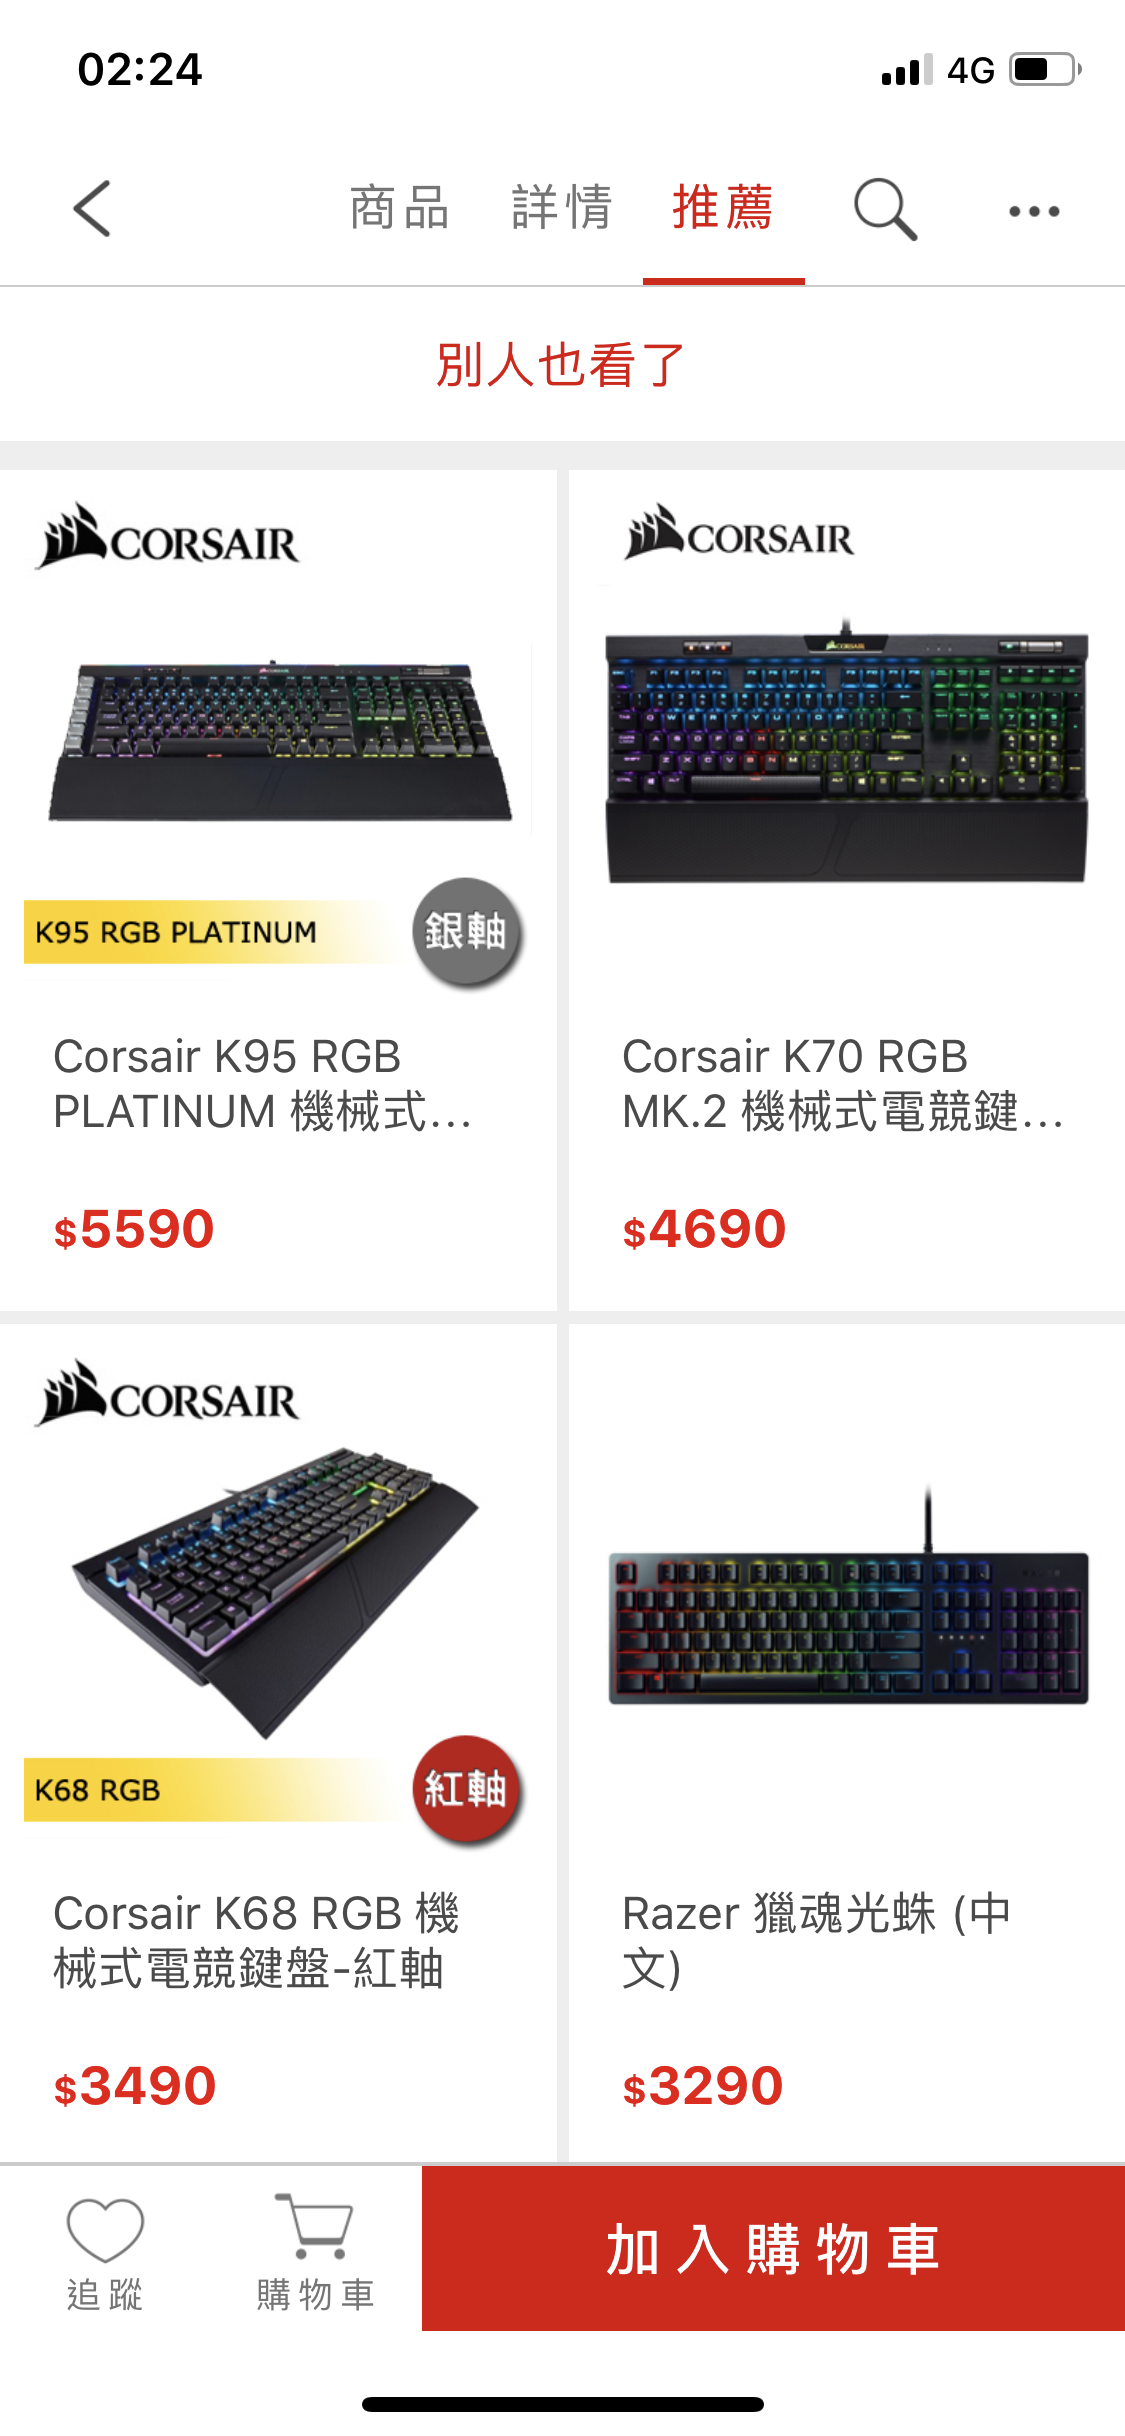 02:24
4G
商品 詳情 推薦
別人也看了
CORSAIR
K95 RGB PLATINUM
銀軸
Corsair K95 RGB
PLATINUM 機械式...
$5590
CORSAIR
CORSAIR
Corsair K70 RGB
MK.2 機械式電競鍵...
$4690
CORSAIR
K68 RGB
紅軸
Corsair K68 RGB 機
械式電競鍵盤-紅軸
$3490
Razer 獵魂光蛛 (中
文)
$3290
追蹤
購物車
加入購物車